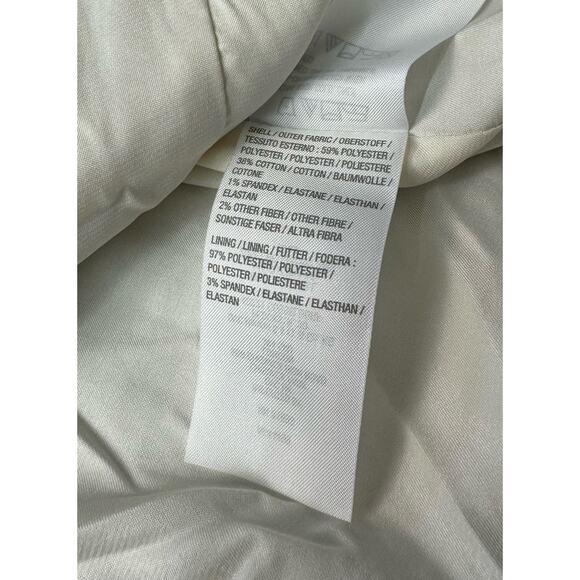 SHELL / OUTER FABRIC / OBERSTOFF /
TESSUTO ESTERNO : 59% POLYESTER /
POLYESTER / POLYESTER / POLIESTERE
38% COTTON / COTTON / BAUMWOLLE /
COTONE
1% SPANDEX / ELASTANE / ELASTHAN /
ELASTAN
2% OTHER FIBER / OTHER FIBRE /
SONSTIGE FASER / ALTRA FIBRA
LINING / LINING / FUTTER / FODERA :
97% POLYESTER / POLYESTER /
POLYESTER / POLIESTERE
3% SPANDEX / ELASTANE / ELASTHAN /
ELASTAN